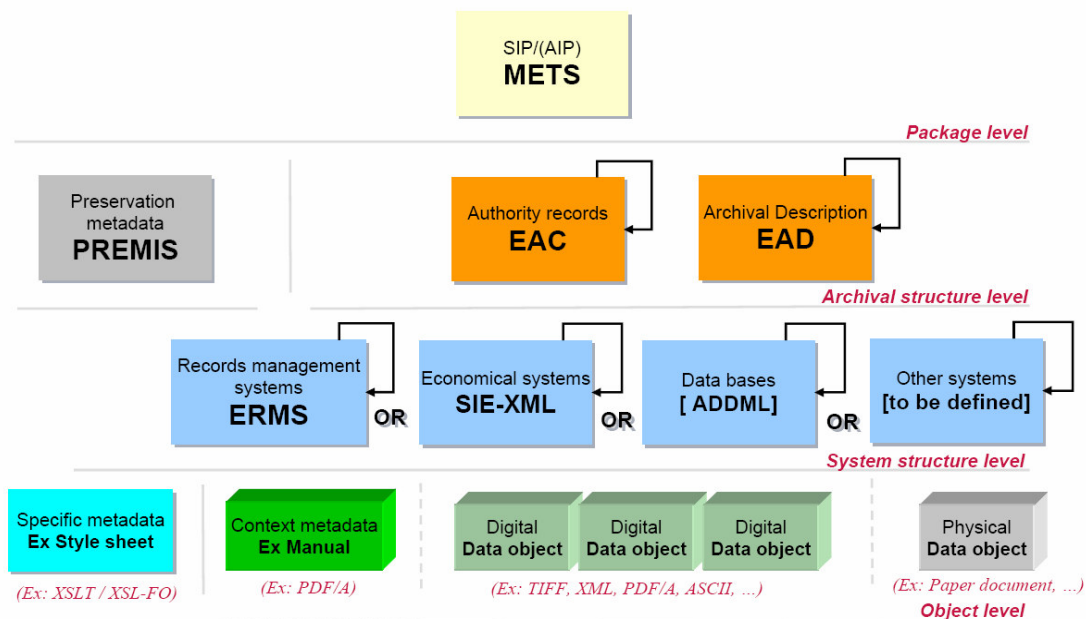 SIP/(AIP)
METS
Package level
Preservation
metadata
PREMIS
Authority records
EAC
Archival Description
EAD
Archival structure level
Records management
systems
ERMS
OR
Economical systems
SIE-XML
OR
Data bases
[ ADDML]
OR
Other systems
[to be defined]
System structure level
Specific metadata
Ex Style sheet
(Ex: XSLT / XSL-FO)
Context metadata
Ex Manual
(Ex: PDF/A)
Digital
Data object
Digital
Data object
Digital
Data object
(Ex: TIFF, XML, PDF/A, ASCII, …)
Physical
Data object
(Ex: Paper document, …)
Object level